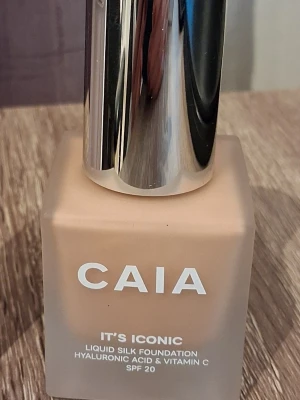 CAIA
IT'S ICONIC
LIQUID SILK FOUNDATION
HYALURONIC ACID & VITAMIN C
SPF 20